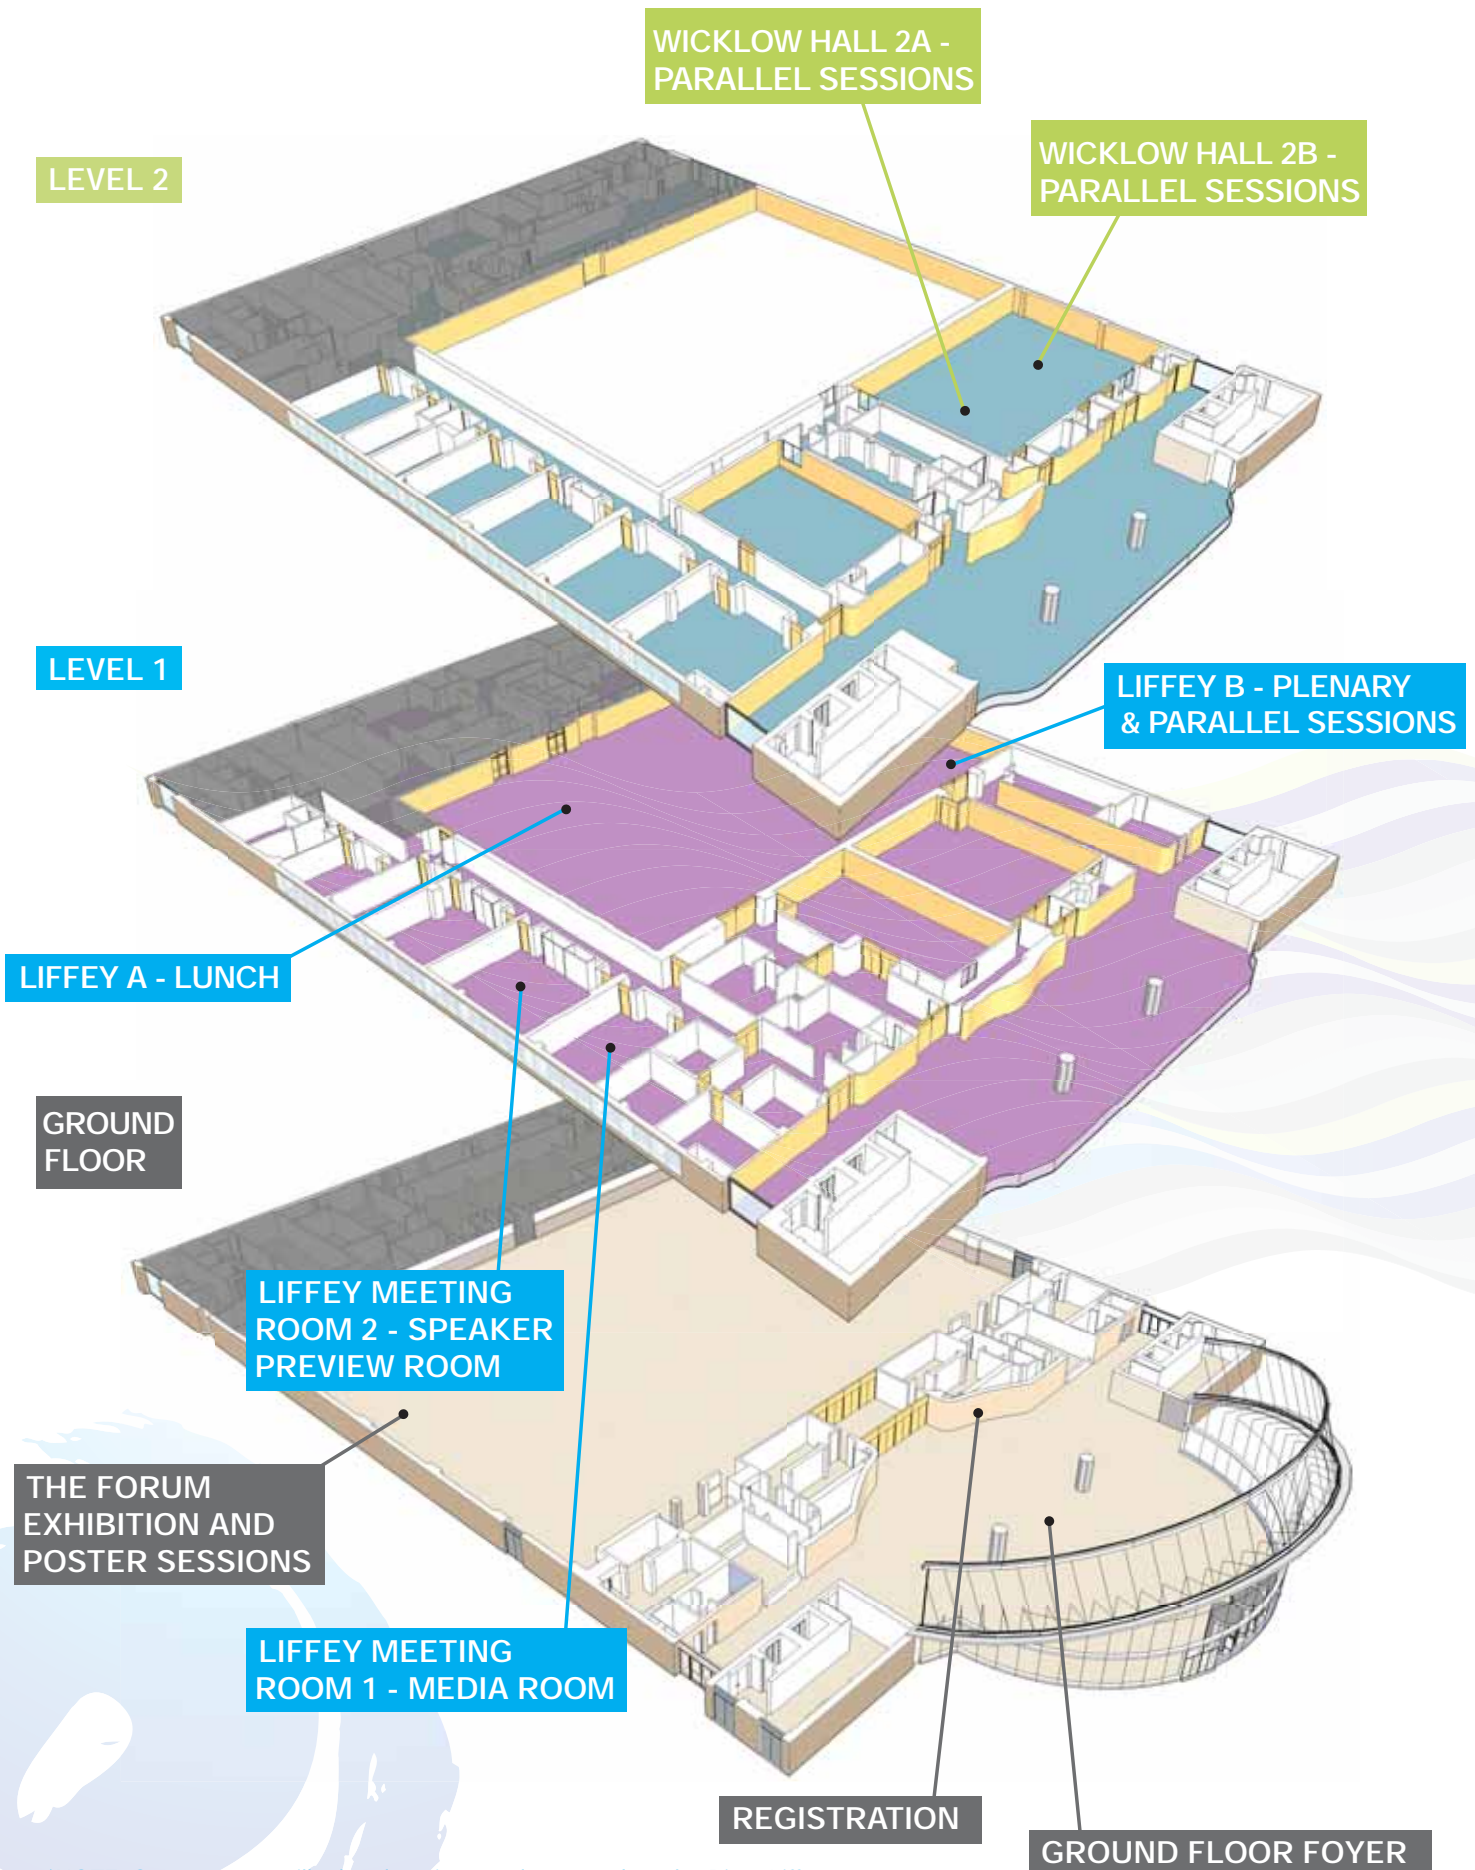 WICKLOW HALL 2A -
PARALLEL SESSIONS
WICKLOW HALL 2B -
PARALLEL SESSIONS
LEVEL 2
LEVEL 1
LIFFEY B - PLENARY
& PARALLEL SESSIONS
LIFFEY A - LUNCH
GROUND
FLOOR
LIFFEY MEETING
ROOM 2 - SPEAKER
PREVIEW ROOM
THE FORUM
EXHIBITION AND
POSTER SESSIONS
LIFFEY MEETING
ROOM 1 - MEDIA ROOM
REGISTRATION
GROUND FLOOR FOYER